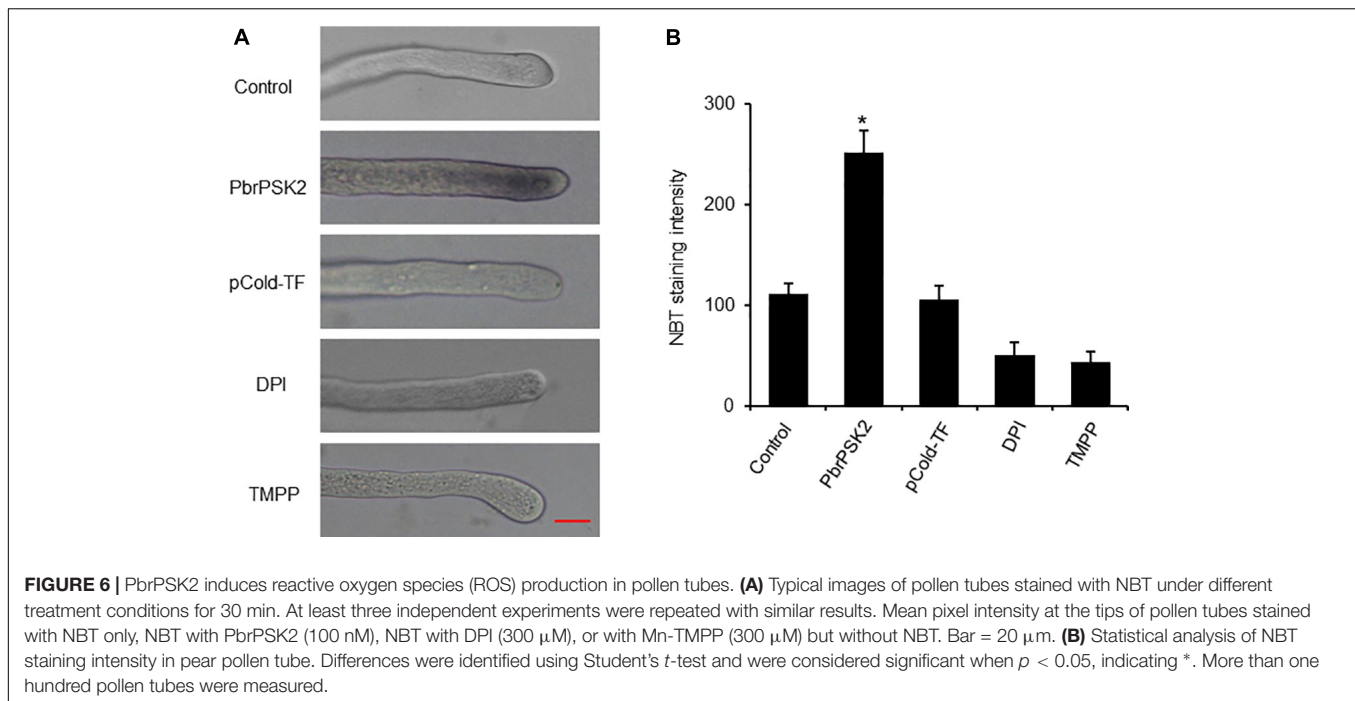 A
Control
PbrPSK2
pCold-TF
DPI
TMPP
B
300
200
100
0
*
NBT staining intensity
Control
PbrPSK2
pCold-TF
DPI
TMPP
FIGURE 6 | PbrPSK2 induces reactive oxygen species (ROS) production in pollen tubes. (A) Typical images of pollen tubes stained with NBT under different
treatment conditions for 30 min. At least three independent experiments were repeated with similar results. Mean pixel intensity at the tips of pollen tubes stained
with NBT only, NBT with PbrPSK2 (100 nM), NBT with DPI (300 μM), or with Mn-TMPP (300 μM) but without NBT. Bar = 20 μm. (B) Statistical analysis of NBT
staining intensity in pear pollen tube. Differences were identified using Student’s t-test and were considered significant when p < 0.05, indicating *. More than one
hundred pollen tubes were measured.